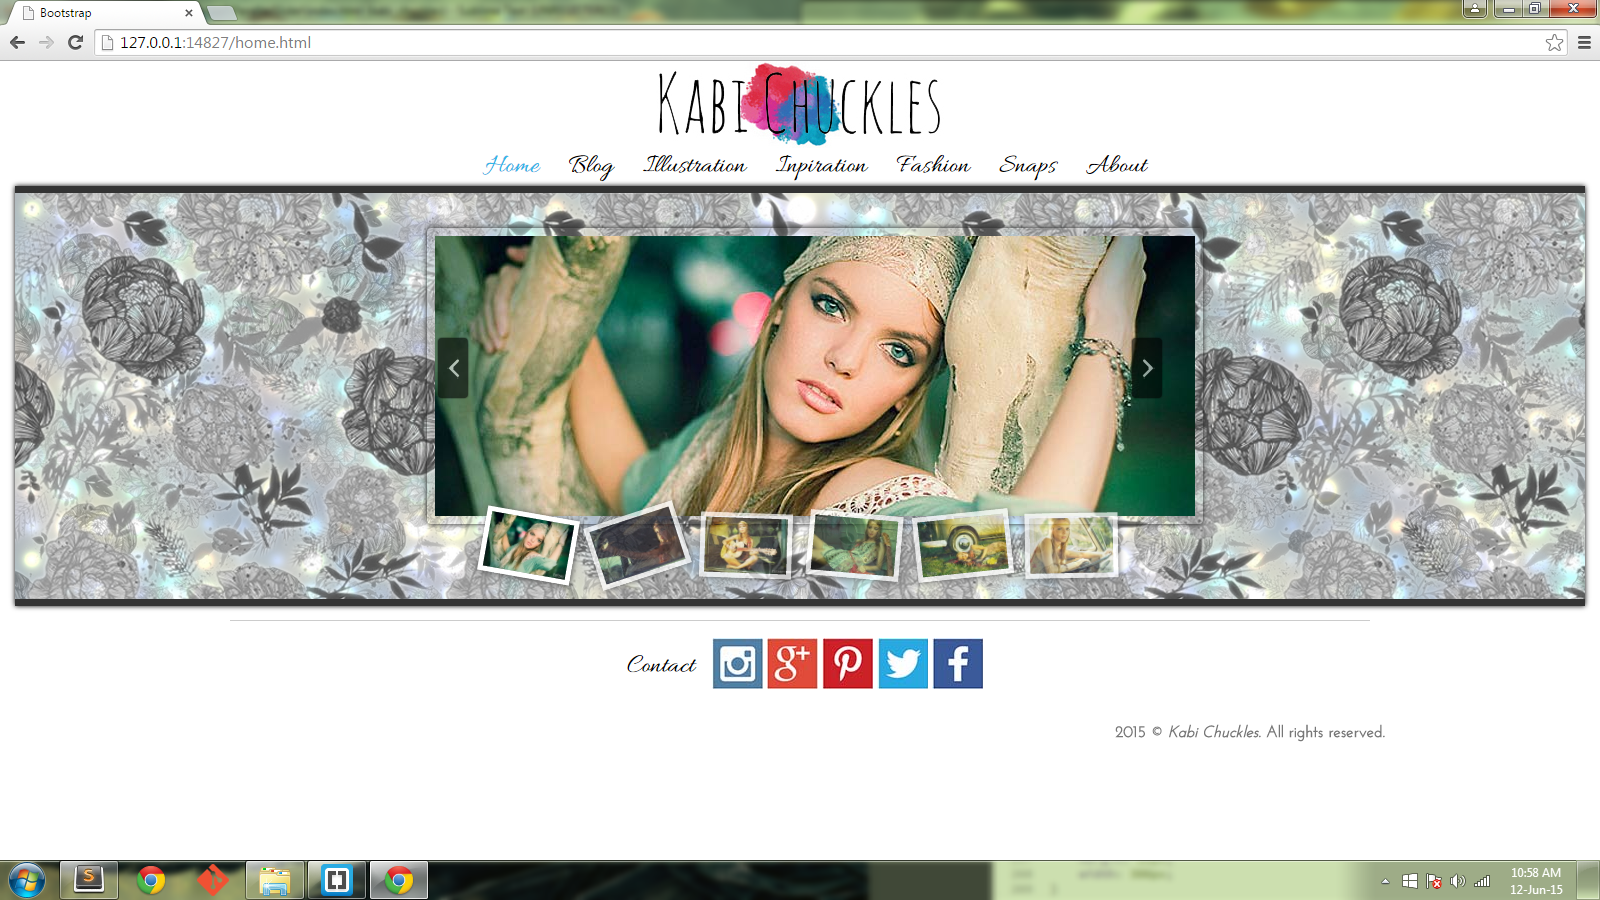 Bootstrap
127.0.0.1:14827/home.html
KABI CHUCKLES
Home Blog Illustration Inpiration Fashion Snaps About
Contact
2015 © Kabi Chuckles. All rights reserved.
10:58 AM
12-Jun-15